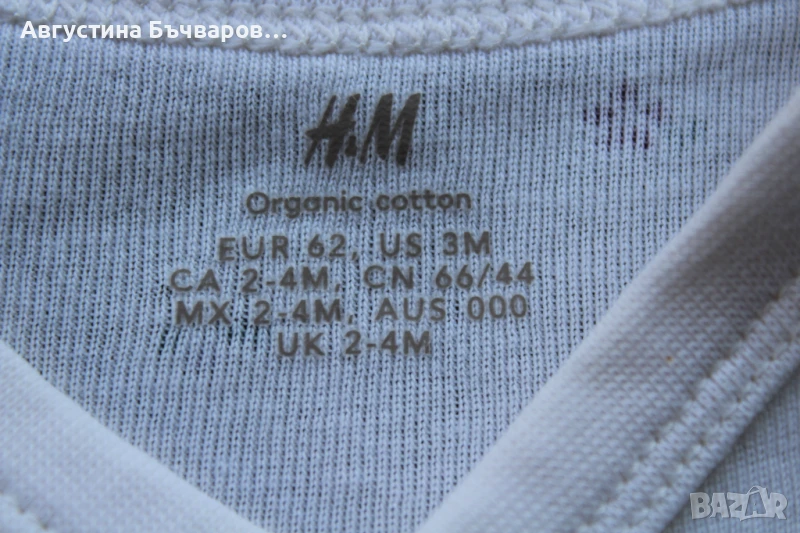 Августина Бъчваров...
H&M
Organic cotton
EUR 62, US 3M
CA 2-4M, CN 66/44
MX 2-4M, AUS 000
UK 2-4M
BAZAR